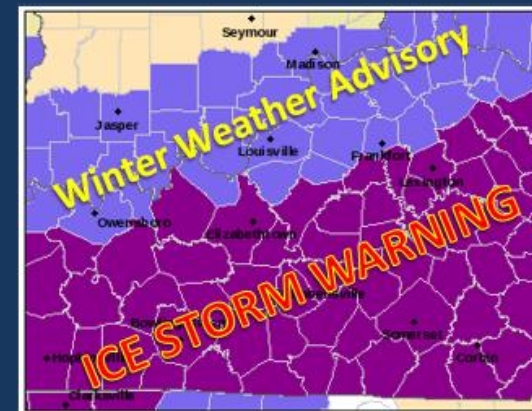 Seymour
Madison
Winter Weather Advisory
Jasper
Louisville
Frankfort
Lexington
Owensboro
Elizabethtown
ICE STORM WARNING
Somerset
Corbin
Clarksville